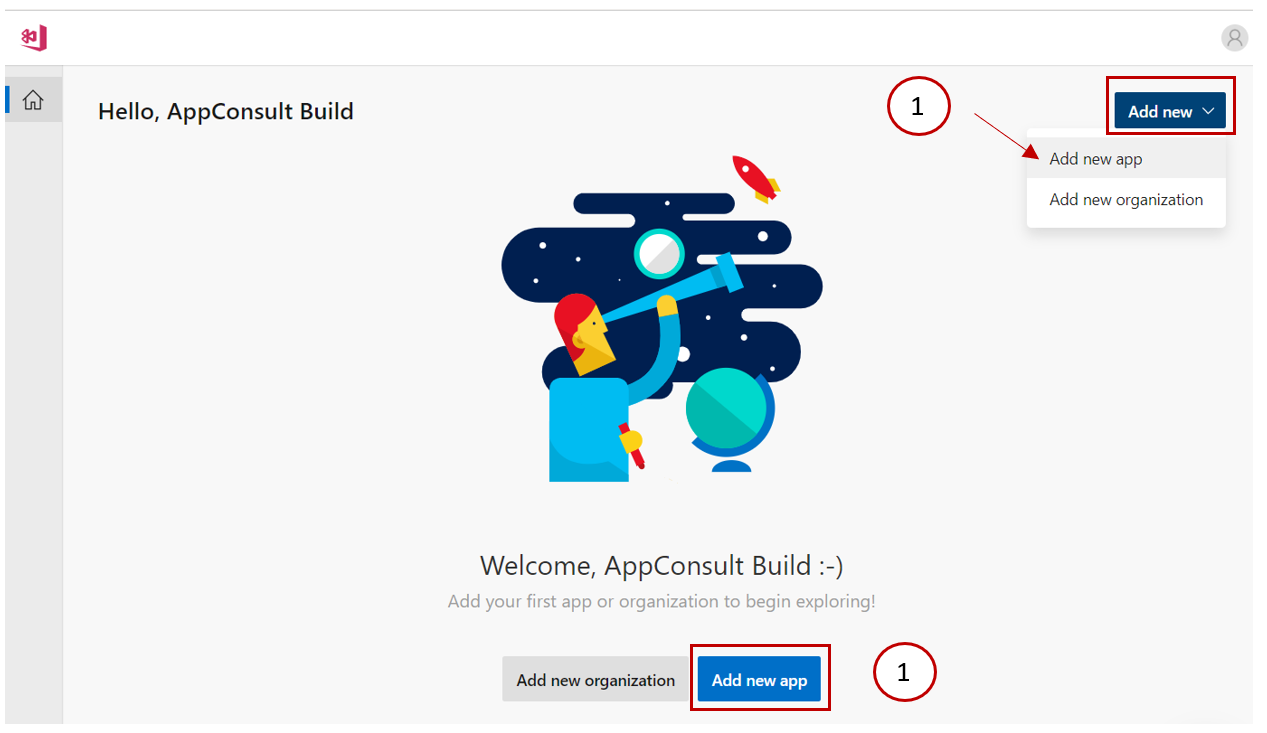 Hello, AppConsult Build
1
Add new
Add new app
Add new organization
Welcome, AppConsult Build :-)
Add your first app or organization to begin exploring!
Add new organization
Add new app
1